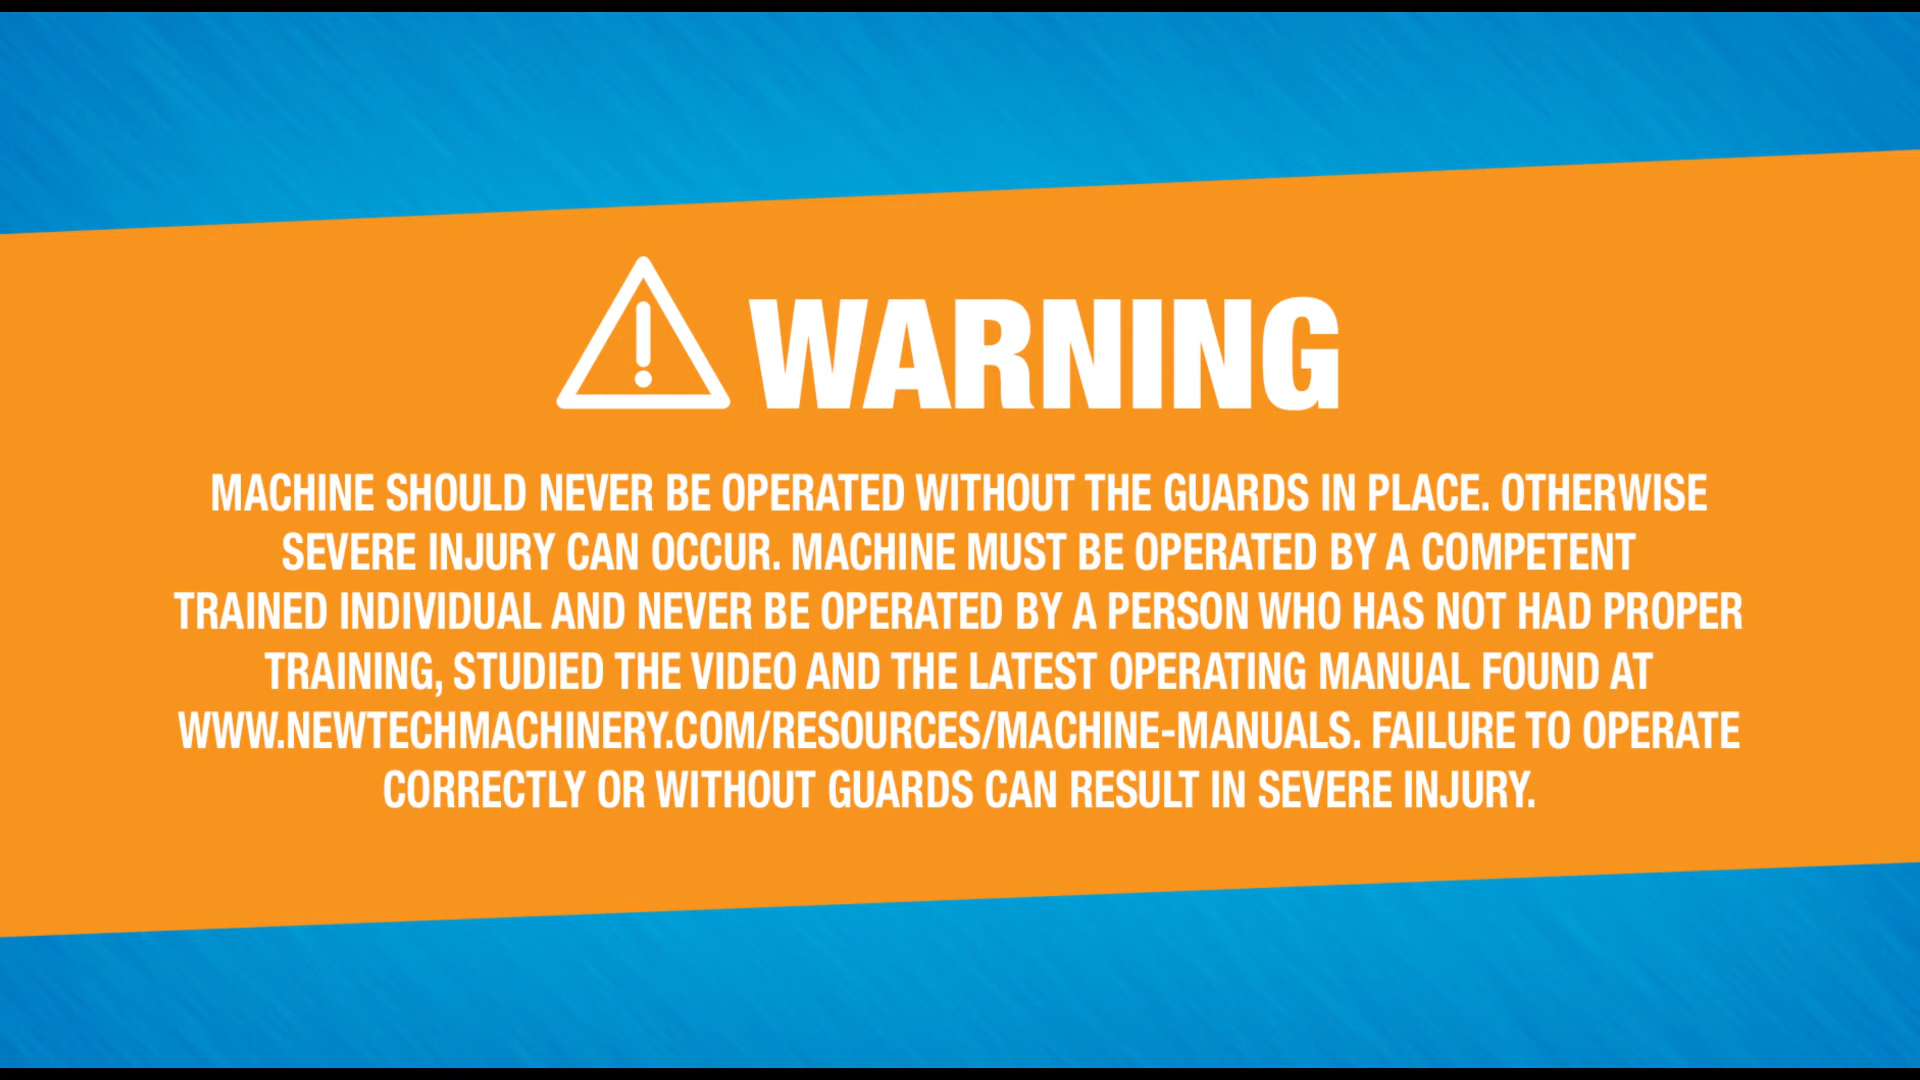 WARNING
MACHINE SHOULD NEVER BE OPERATED WITHOUT THE GUARDS IN PLACE. OTHERWISE
SEVERE INJURY CAN OCCUR. MACHINE MUST BE OPERATED BY A COMPETENT
TRAINED INDIVIDUAL AND NEVER BE OPERATED BY A PERSON WHO HAS NOT HAD PROPER
TRAINING, STUDIED THE VIDEO AND THE LATEST OPERATING MANUAL FOUND AT
WWW.NEWTECHMACHINERY.COM/RESOURCES/MACHINE-MANUALS. FAILURE TO OPERATE
CORRECTLY OR WITHOUT GUARDS CAN RESULT IN SEVERE INJURY.